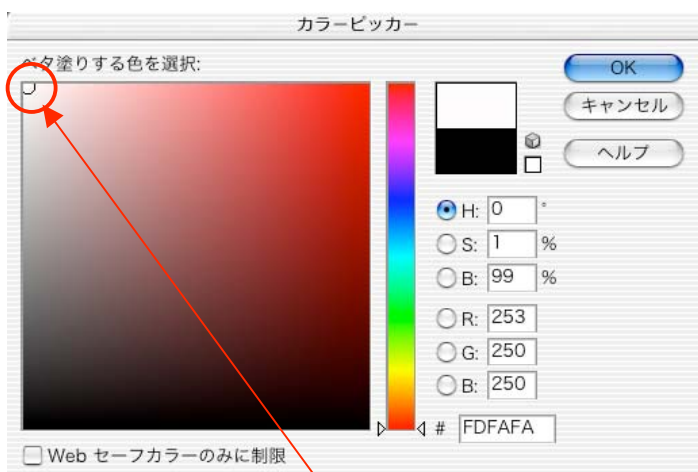 カラーピッカー
ベタ塗りする色を選択:
OK
キャンセル
ヘルプ
H: 0 °
S: 1 %
B: 99 %
R: 253
G: 250
B: 250
# FDFAFA
Web セーフカラーのみに制限